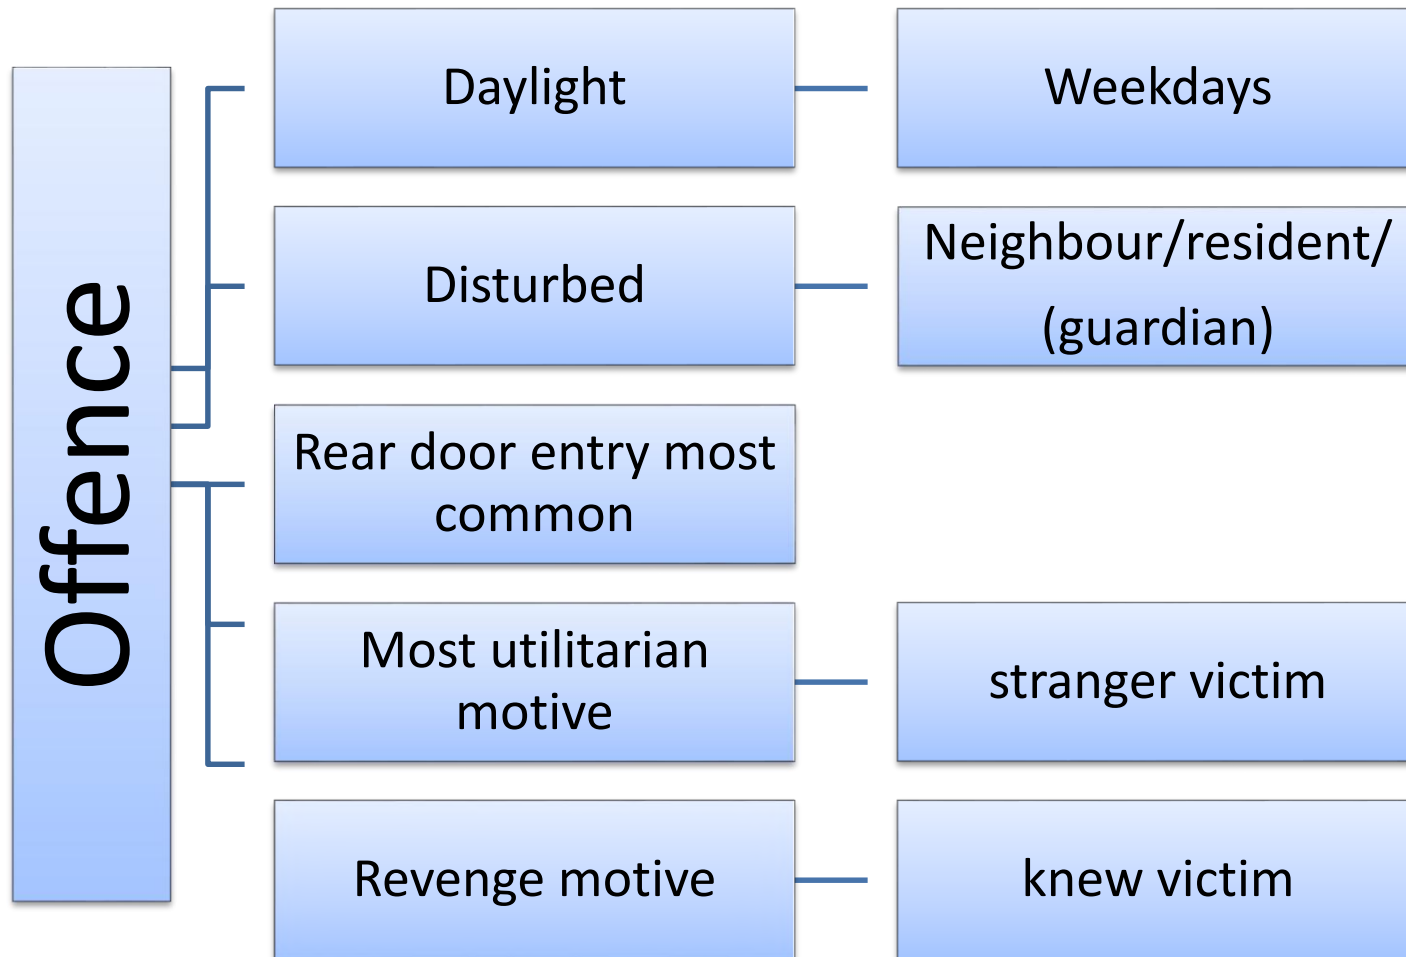 Offence
Daylight
Weekdays
Disturbed
Neighbour/resident/
(guardian)
Rear door entry most
common
Most utilitarian
motive
stranger victim
Revenge motive
knew victim